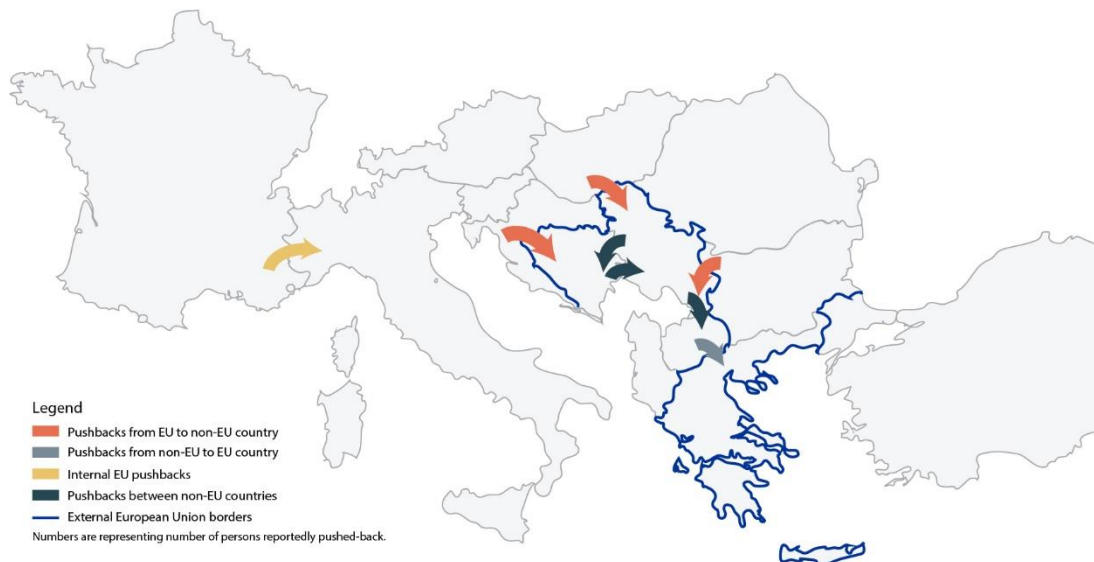 Legend
Pushbacks from EU to non-EU country
Pushbacks from non-EU to EU country
Internal EU pushbacks
Pushbacks between non-EU countries
External European Union borders
Numbers are representing number of persons reportedly pushed-back.